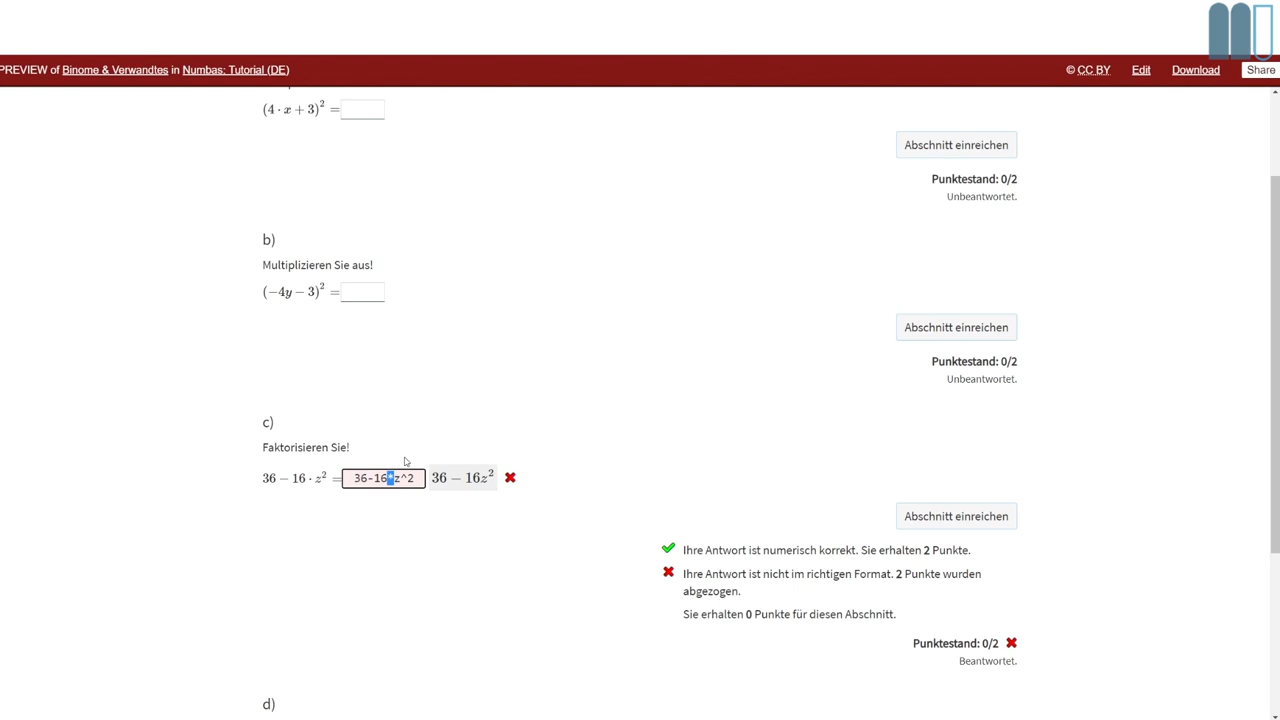 PREVIEW of Binome & Verwandtes in Numbas: Tutorial (DE)
© CC BY
Edit
Download
Share
(4 · x + 3)² =
Abschnitt einreichen
Punktestand: 0/2
Unbeantwortet.
b)
Multiplizieren Sie aus!
(−4y − 3)² =
Abschnitt einreichen
Punktestand: 0/2
Unbeantwortet.
c)
Faktorisieren Sie!
36 − 16 · z² = 36-16*z^2 36 − 16z²
Abschnitt einreichen
Ihre Antwort ist numerisch korrekt. Sie erhalten 2 Punkte.
Ihre Antwort ist nicht im richtigen Format. 2 Punkte wurden
abgezogen.
Sie erhalten 0 Punkte für diesen Abschnitt.
Punktestand: 0/2
Beantwortet.
d)